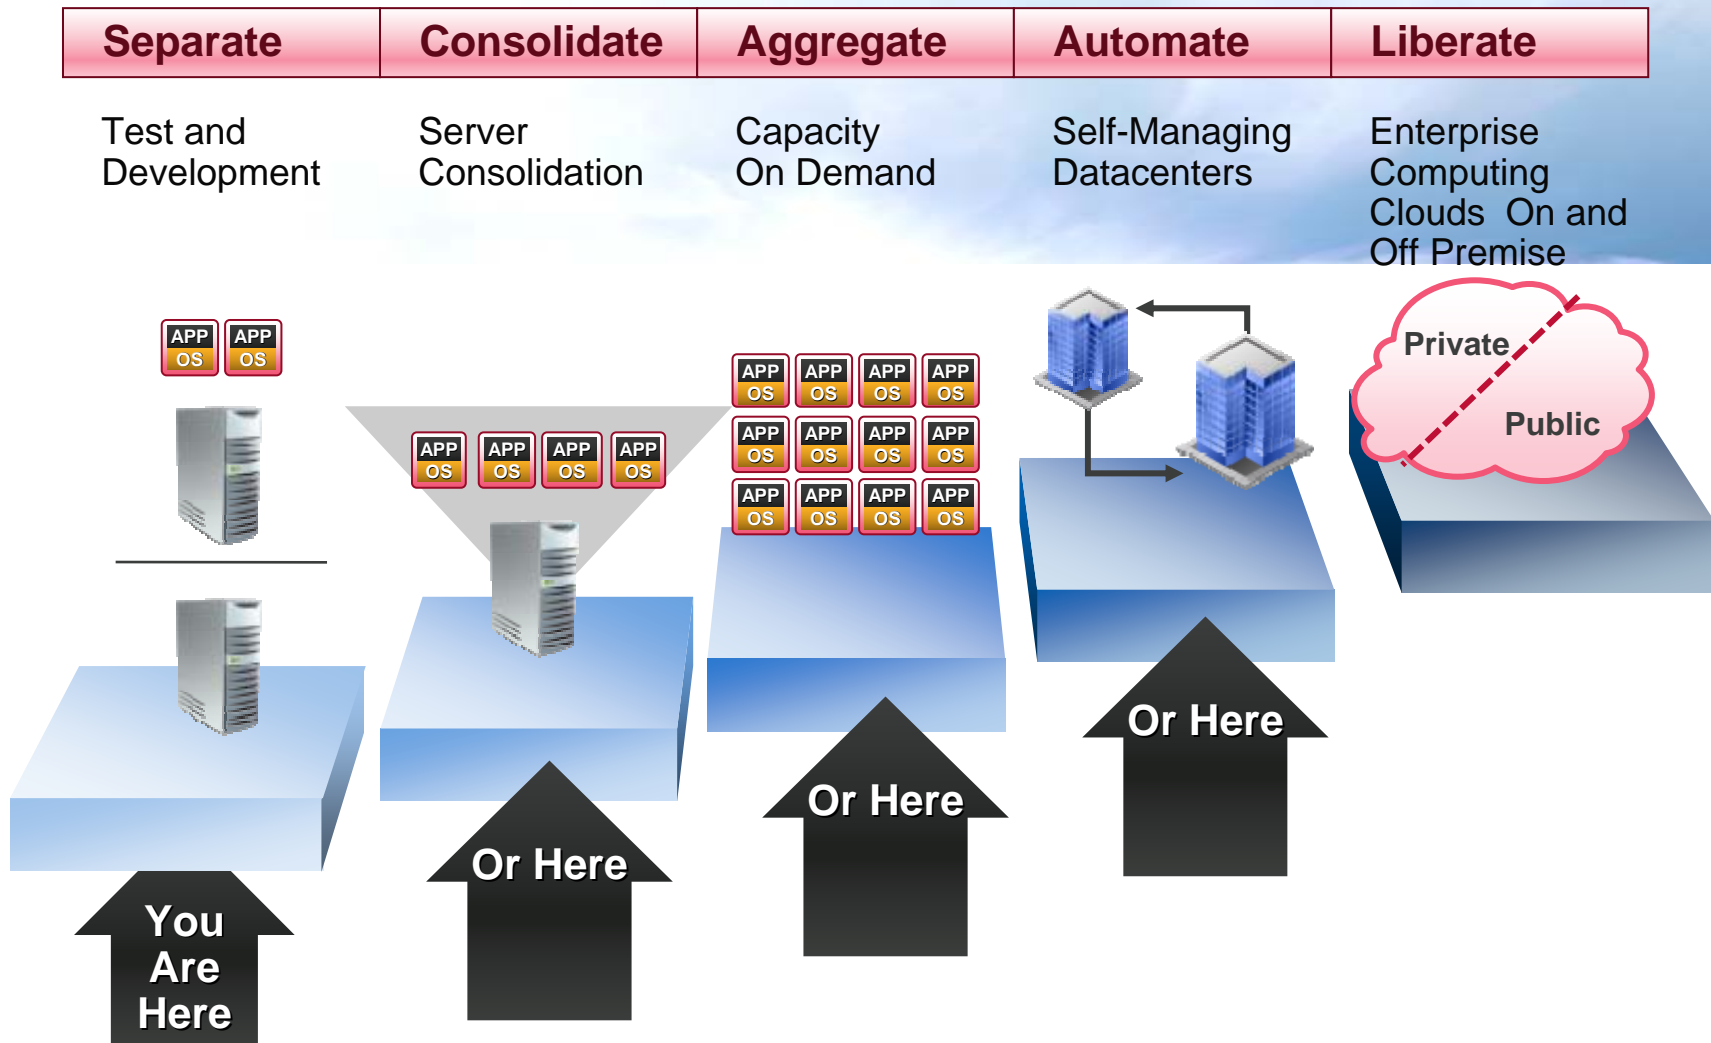 Separate
Consolidate
Aggregate
Automate
Liberate
Test and
Development
Server
Consolidation
Capacity
On Demand
Self-Managing
Datacenters
Enterprise
Computing
Clouds On and
Off Premise
APP
OS
APP
OS
APP
OS
APP
OS
APP
OS
APP
OS
APP
OS
APP
OS
APP
OS
APP
OS
APP
OS
APP
OS
APP
OS
APP
OS
APP
OS
APP
OS
APP
OS
APP
OS
Private
Public
You
Are
Here
Or Here
Or Here
Or Here